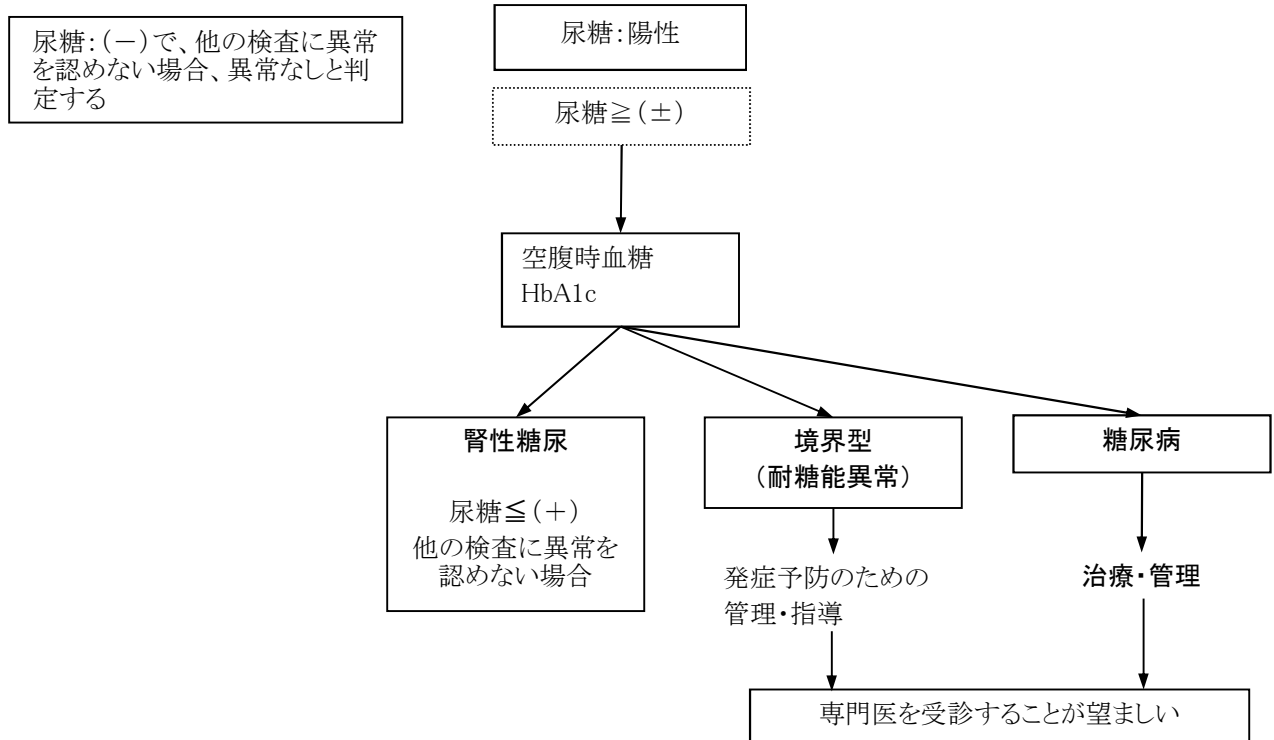 尿糖:(－)で、他の検査に異常
を認めない場合、異常なしと判
定する
尿糖:陽性
尿糖≧(±)
空腹時血糖
HbA1c
腎性糖尿
尿糖≦(＋)
他の検査に異常を
認めない場合
境界型
(耐糖能異常)
発症予防のための
管理・指導
糖尿病
治療・管理
専門医を受診することが望ましい